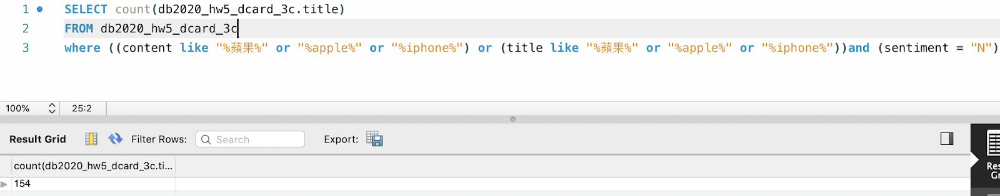 1 SELECT count(db2020_hw5_dcard_3c.title)
2 FROM db2020_hw5_dcard_3c
3 where ((content like "%蘋果%" or "%apple%" or "%iphone%") or (title like "%蘋果%" or "%apple%" or "%iphone%"))and (sentiment = "N")
100% 25:2
Result Grid Filter Rows: Search Export:
count(db2020_hw5_dcard_3c.ti...
154
Res
Gr